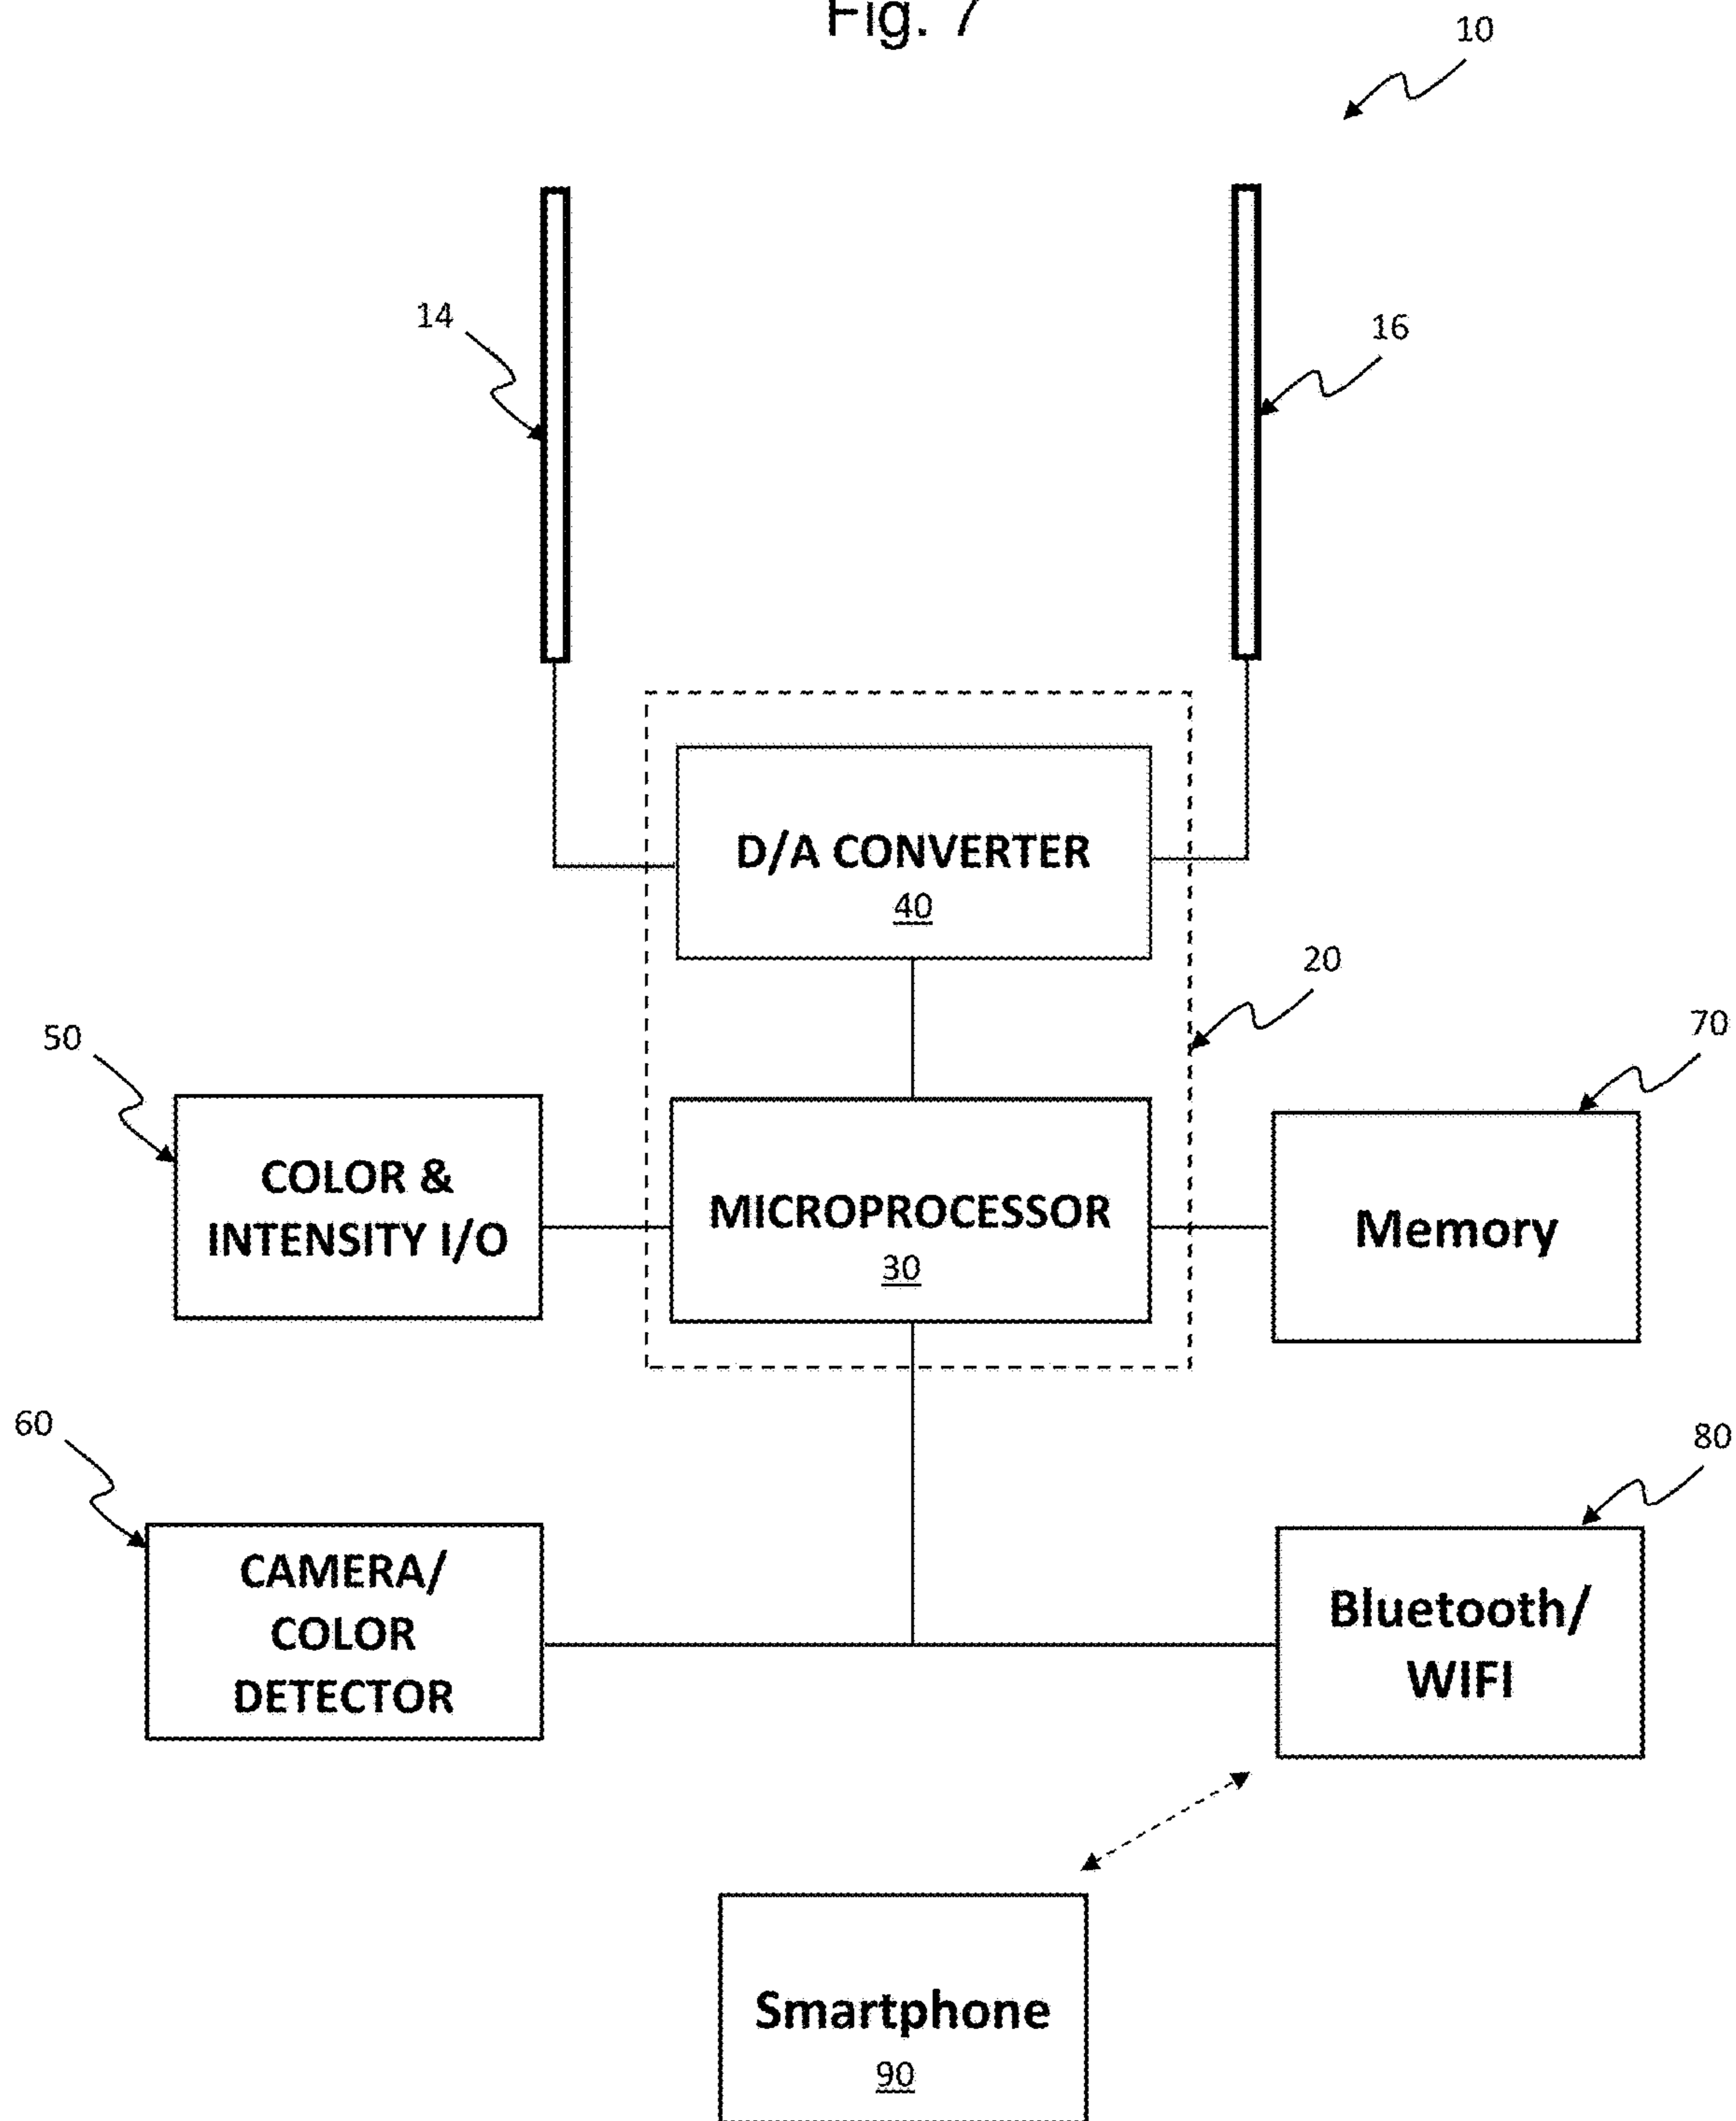 Fig. 7
10
14
16
D/A CONVERTER
40
20
50
70
COLOR &
INTENSITY I/O
MICROPROCESSOR
30
Memory
60
80
CAMERA/
COLOR
DETECTOR
Bluetooth/
WIFI
Smartphone
90